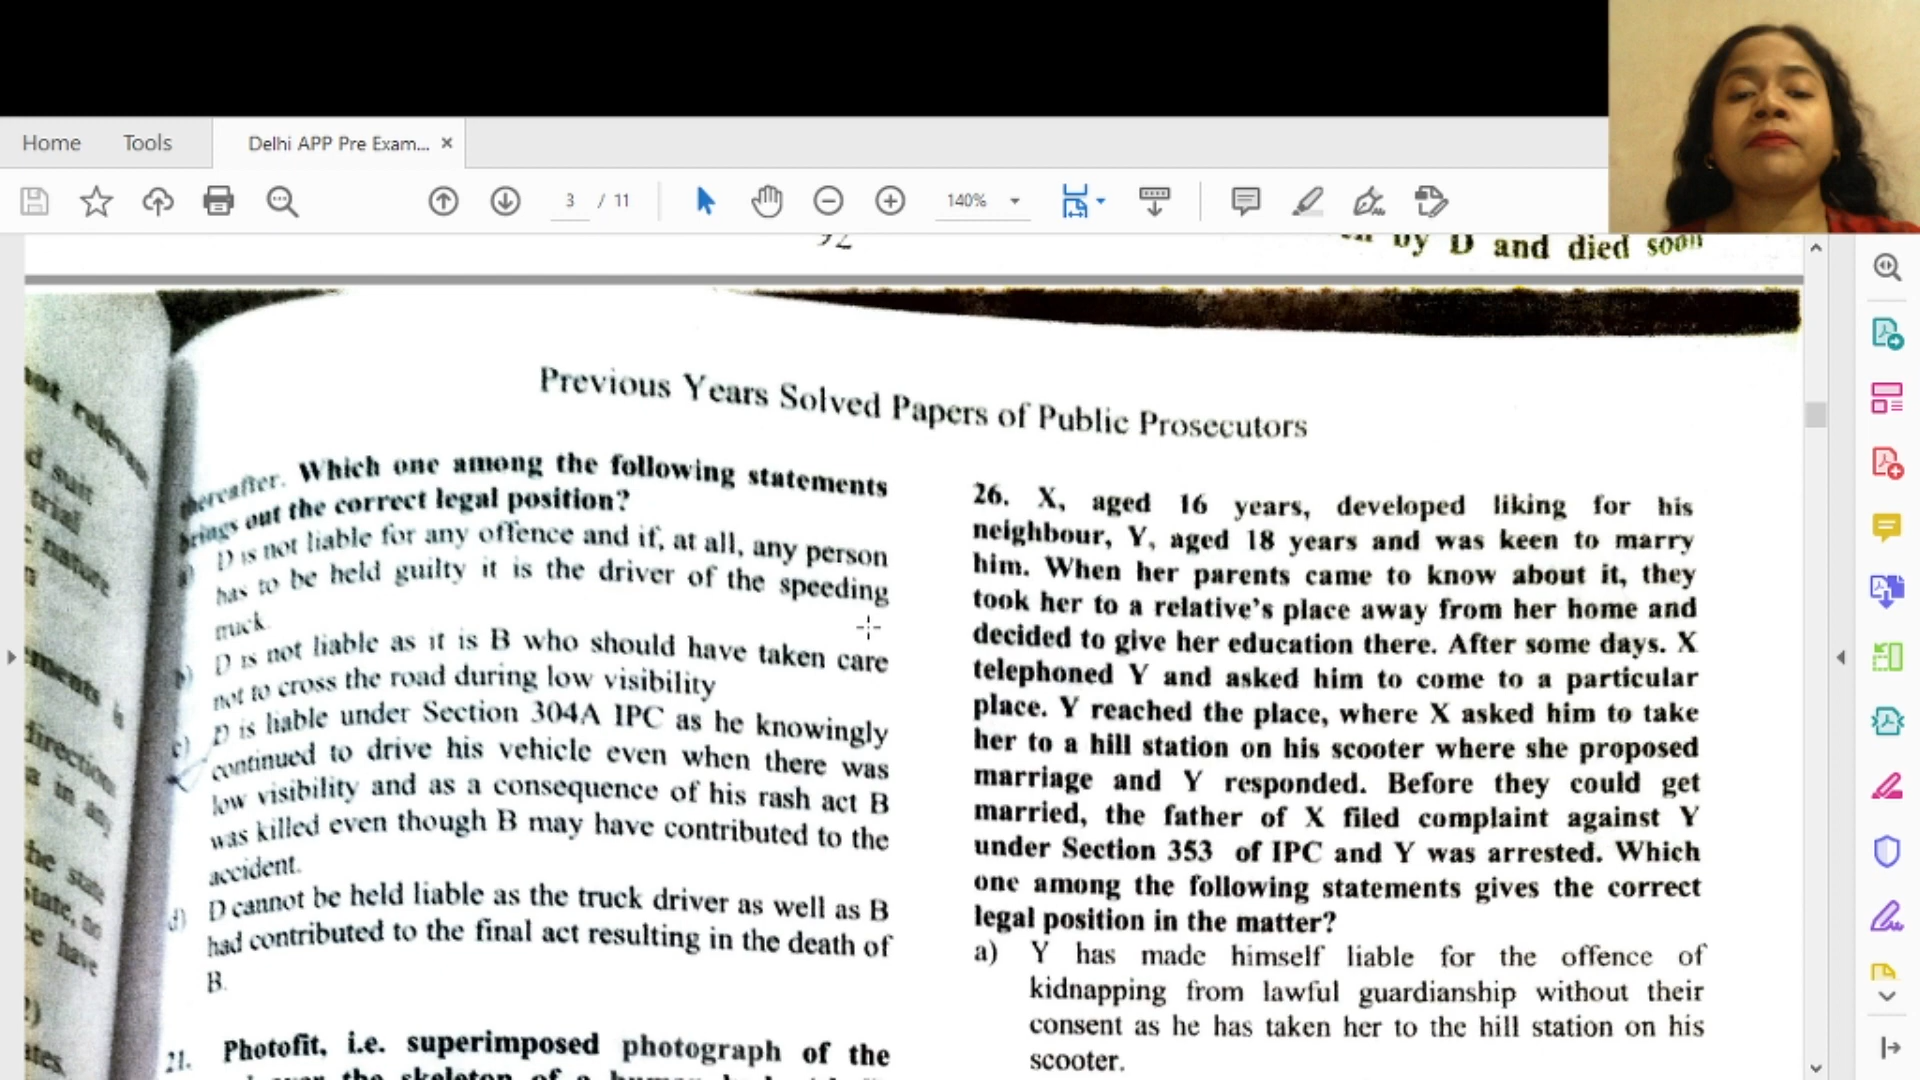 Home
Tools
Delhi APP Pre Exam...
3 / 11
140%
by D and died soon
Previous Years Solved Papers of Public Prosecutors
thereafter. Which one among the following statements
brings out the correct legal position?
a) D is not liable for any offence and if, at all, any person
has to be held guilty it is the driver of the speeding
truck.
b) D is not liable as it is B who should have taken care
not to cross the road during low visibility
c) D is liable under Section 304A IPC as he knowingly
continued to drive his vehicle even when there was
low visibility and as a consequence of his rash act B
was killed even though B may have contributed to the
accident.
d) D cannot be held liable as the truck driver as well as B
had contributed to the final act resulting in the death of
B.
21. Photofit, i.e. superimposed photograph of the
26. X, aged 16 years, developed liking for his
neighbour, Y, aged 18 years and was keen to marry
him. When her parents came to know about it, they
took her to a relative's place away from her home and
decided to give her education there. After some days. X
telephoned Y and asked him to come to a particular
place. Y reached the place, where X asked him to take
her to a hill station on his scooter where she proposed
marriage and Y responded. Before they could get
married, the father of X filed complaint against Y
under Section 353 of IPC and Y was arrested. Which
one among the following statements gives the correct
legal position in the matter?
a) Y has made himself liable for the offence of
kidnapping from lawful guardianship without their
consent as he has taken her to the hill station on his
scooter.